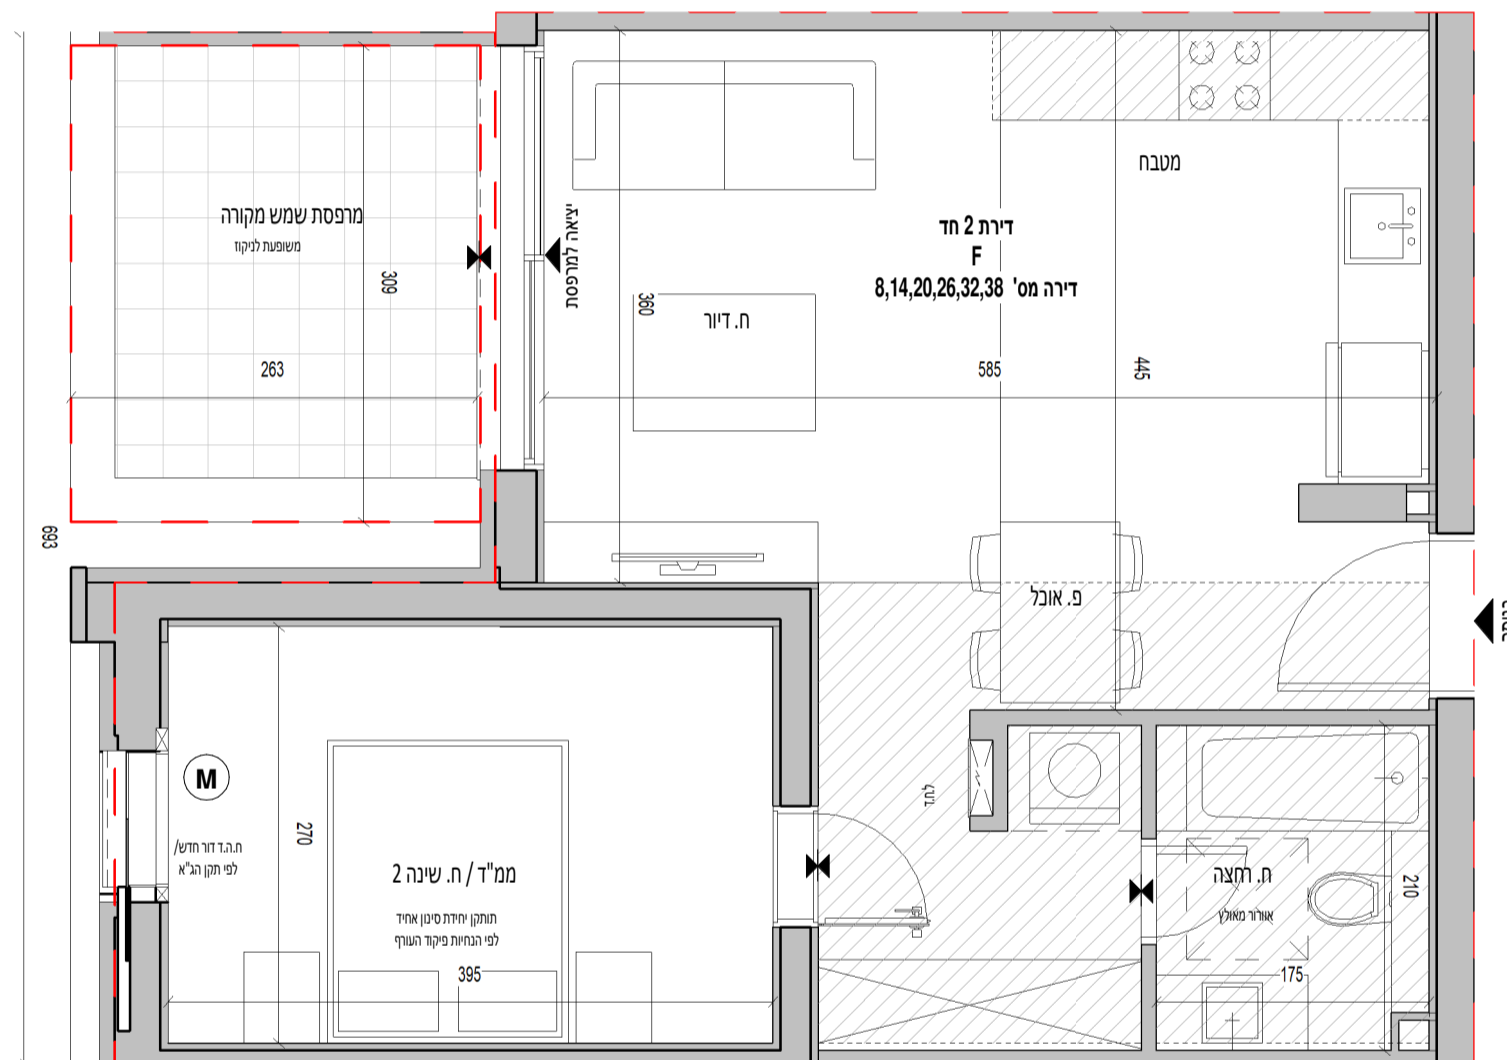 מטבח
דירת 2 חד
F
דירה מס' 8,14,20,26,32,38
מרפסת שמש מקורה
משופעת לניקוז
309
263
יציאה למרפסת
360
ח. דיור
585
445
693
פ. אוכל
M
ח.ה.ד דור חדש/
לפי תקן הג"א
270
ממ"ד / ח. שינה 2
תותקן יחידת סינון אחיד
לפי הנחיות פיקוד העורף
395
ח. רחצה
אוורור מאולץ
210
175